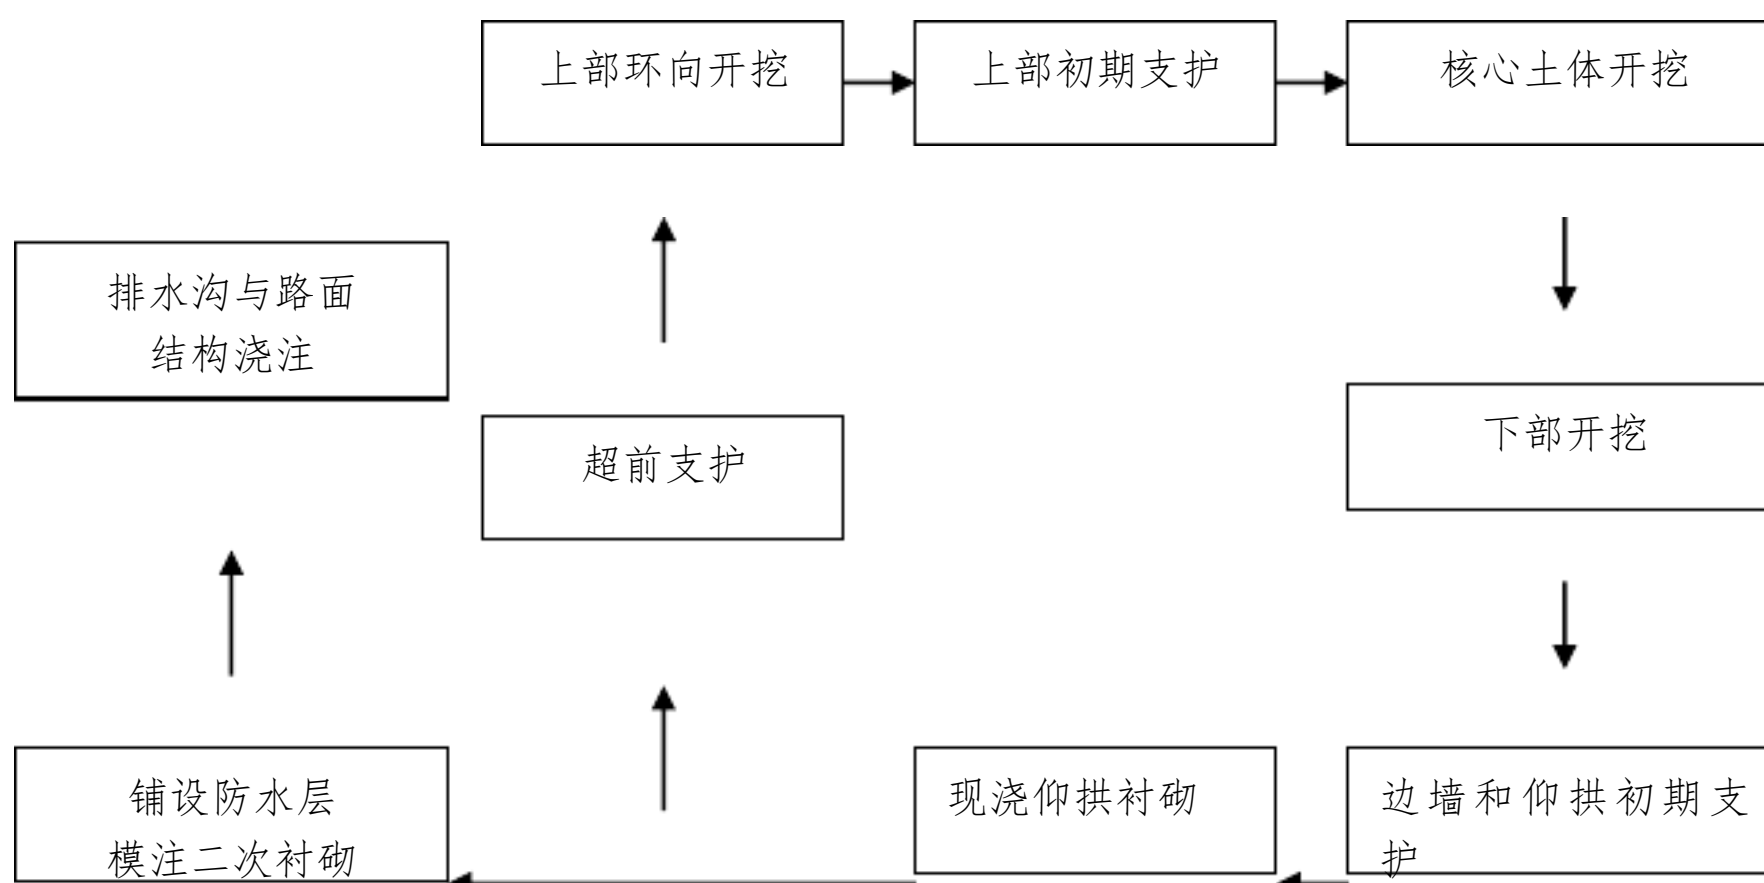 上部环向开挖
上部初期支护
核心土体开挖
排水沟与路面
结构浇注
超前支护
下部开挖
铺设防水层
模注二次衬砌
现浇仰拱衬砌
边墙和仰拱初期支
护